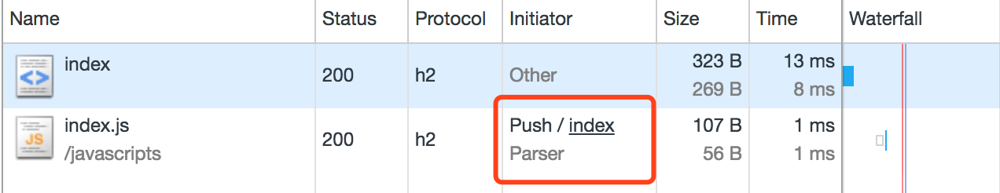 Name Status Protocol Initiator Size Time Waterfall
index 200 h2 Other 323 B 13 ms
269 B 8 ms
index.js 200 h2 Push / index 107 B 1 ms
/javascripts Parser 56 B 1 ms
JS